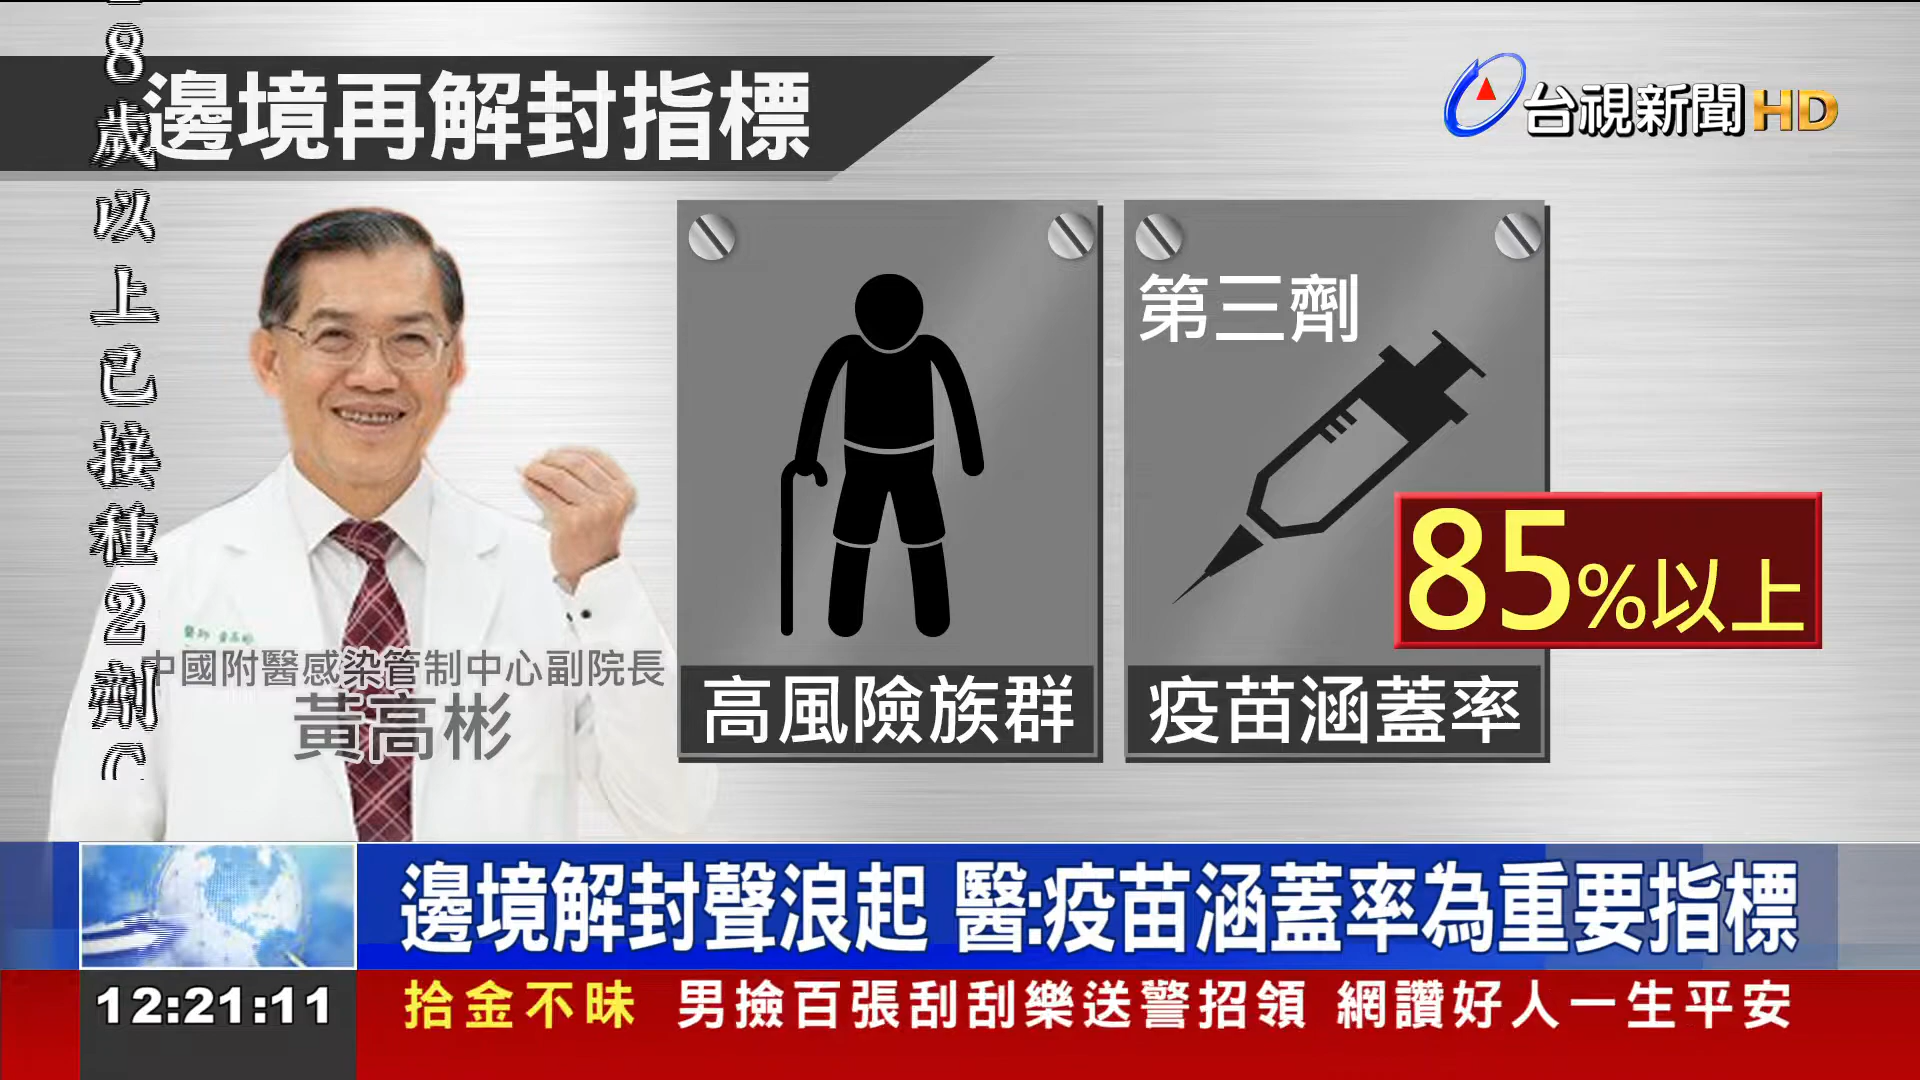 邊境再解封指標
台視新聞HD
8歲以上已接種2劑
第三劑
85%以上
醫師 黃高彬
中國附醫感染管制中心副院長
黃高彬
高風險族群
疫苗涵蓋率
邊境解封聲浪起 醫:疫苗涵蓋率為重要指標
12:21:11
拾金不昧 男撿百張刮刮樂送警招領 網讚好人一生平安